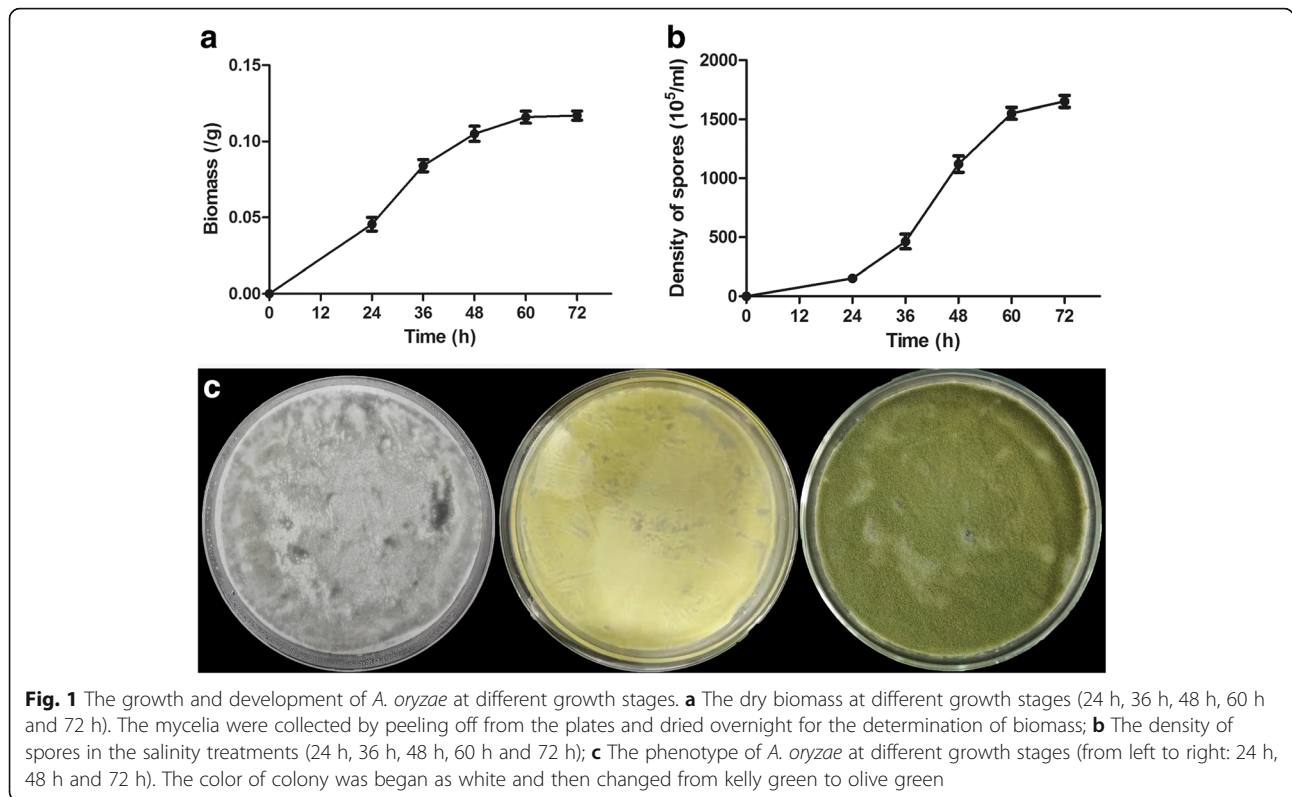 a
b
0.15
0.10
0.05
0.00
Biomass (/g)
0 12 24 36 48 60 72
Time (h)
2000
1500
1000
500
0
Density of spores (10⁵/ml)
0 12 24 36 48 60 72
Time (h)
c
Fig. 1 The growth and development of A. oryzae at different growth stages. a The dry biomass at different growth stages (24 h, 36 h, 48 h, 60 h
and 72 h). The mycelia were collected by peeling off from the plates and dried overnight for the determination of biomass; b The density of
spores in the salinity treatments (24 h, 36 h, 48 h, 60 h and 72 h); c The phenotype of A. oryzae at different growth stages (from left to right: 24 h,
48 h and 72 h). The color of colony was began as white and then changed from kelly green to olive green